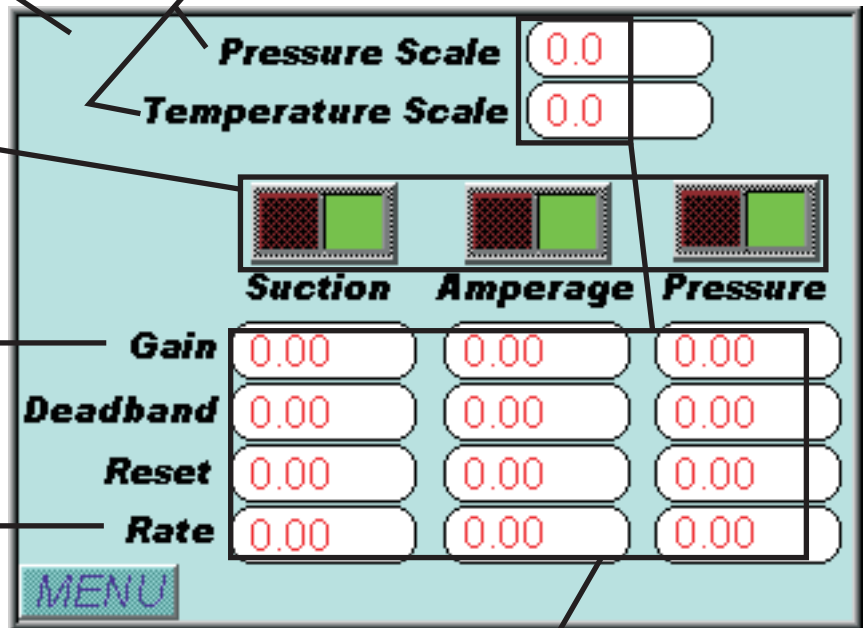 Pressure Scale 0.0
Temperature Scale 0.0
Suction Amperage Pressure
Gain 0.00 0.00 0.00
Deadband 0.00 0.00 0.00
Reset 0.00 0.00 0.00
Rate 0.00 0.00 0.00
MENU